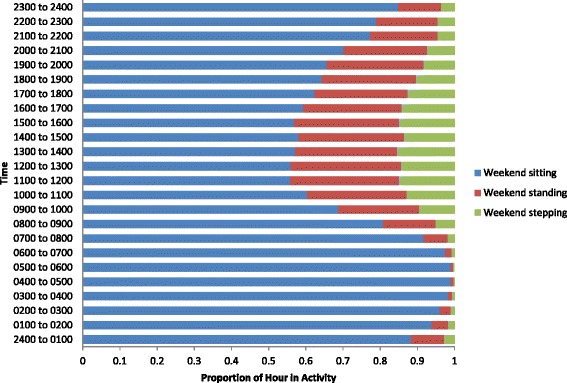 2300 to 2400
2200 to 2300
2100 to 2200
2000 to 2100
1900 to 2000
1800 to 1900
1700 to 1800
1600 to 1700
1500 to 1600
1400 to 1500
1300 to 1400
1200 to 1300
1100 to 1200
1000 to 1100
0900 to 1000
0800 to 0900
0700 to 0800
0600 to 0700
0500 to 0600
0400 to 0500
0300 to 0400
0200 to 0300
0100 to 0200
2400 to 0100
Time
0 0.1 0.2 0.3 0.4 0.5 0.6 0.7 0.8 0.9 1
Proportion of Hour in Activity
Weekend sitting
Weekend standing
Weekend stepping